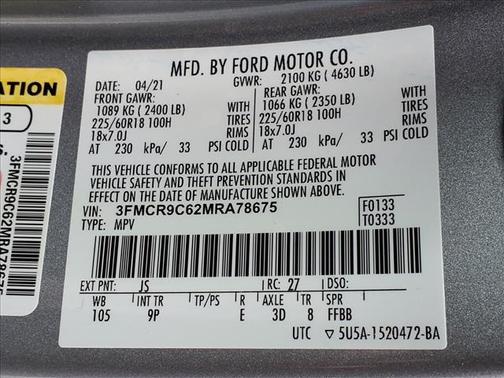 MFD. BY FORD MOTOR CO.
DATE: 04/21 GVWR: 2100 KG ( 4630 LB)
FRONT GAWR: REAR GAWR:
1089 KG ( 2400 LB) WITH 1066 KG ( 2350 LB) WITH
225/60R18 100H TIRES 225/60R18 100H TIRES
18x7.0J RIMS 18x7.0J RIMS
AT 230 kPa/ 33 PSI COLD AT 230 kPa/ 33 PSI COLD
THIS VEHICLE CONFORMS TO ALL APPLICABLE FEDERAL MOTOR
VEHICLE SAFETY, BUMPER, AND THEFT PREVENTION STANDARDS IN
EFFECT ON THE DATE OF MANUFACTURE SHOWN ABOVE.
VIN: 3FMCR9C62MRA78675 F0133
TYPE: MPV T0333
EXT PNT: JS RC: 27 DSO:
WB INT TR TP/PS R AXLE TR SPR
105 9P E 3D 8 FFBB
UTC ▽ 5U5A-1520472-BA
ATION
3
3FMCR9C62MRA78675